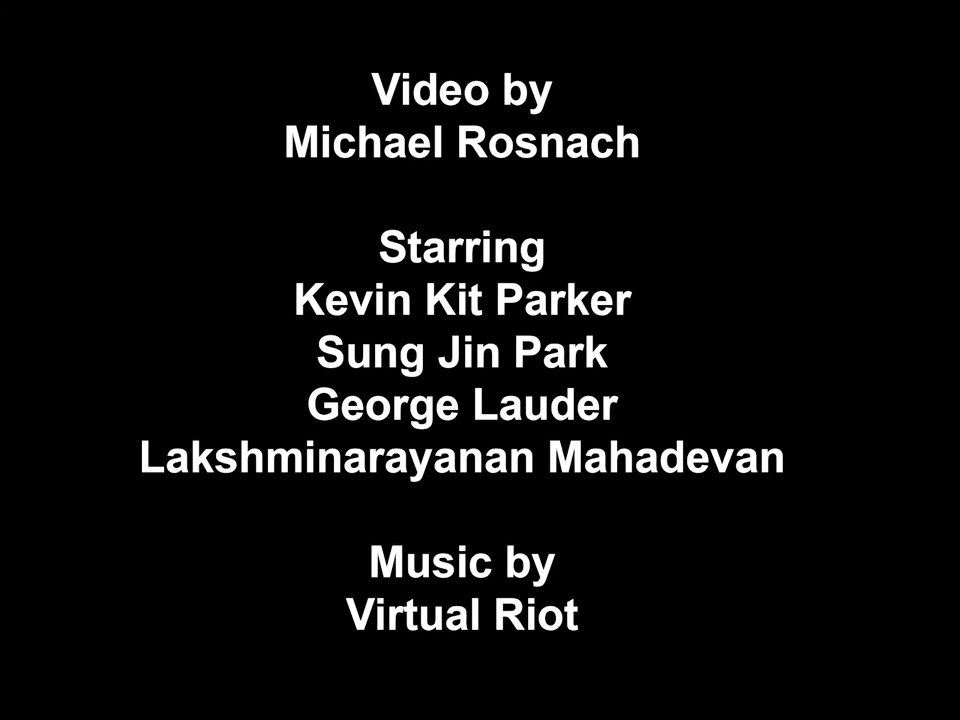 Video by
Michael Rosnach
Starring
Kevin Kit Parker
Sung Jin Park
George Lauder
Lakshminarayanan Mahadevan
Music by
Virtual Riot